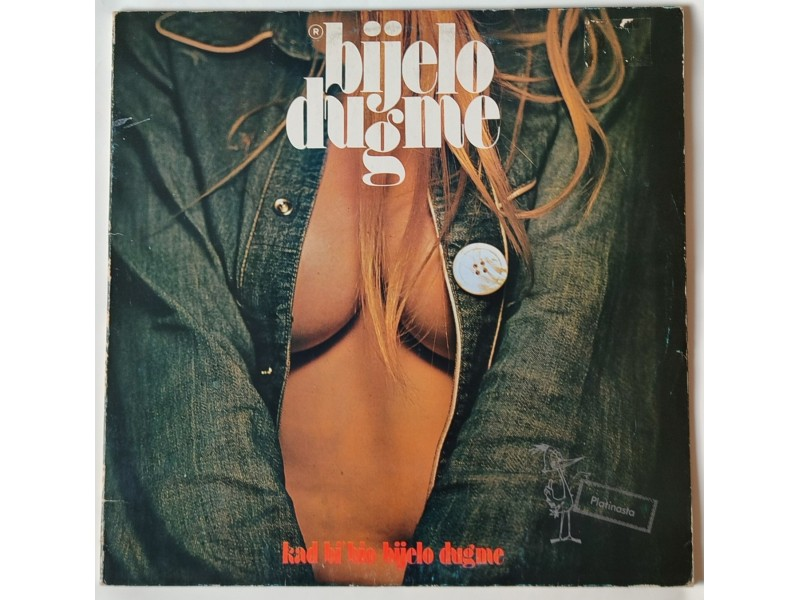 ®
bijelo
dugme
Platinasta
kad bi' bio bijelo dugme